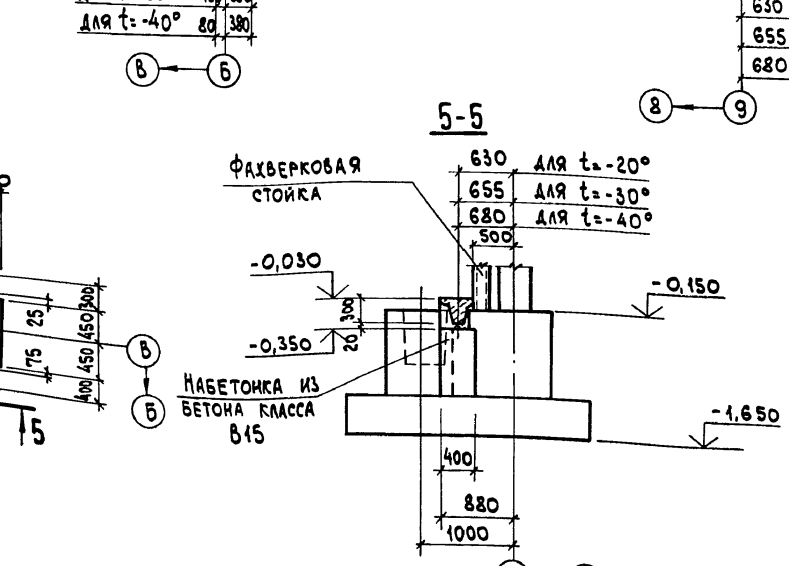 ДЛЯ t=-40° 80 380
В Б
630
655
680
8 9
5-5
630 ДЛЯ t=-20°
655 ДЛЯ t=-30°
680 ДЛЯ t=-40°
500
ФАХВЕРКОВАЯ
СТОЙКА
-0,030
-0,150
300
20
-0,350
НАБЕТОНКА ИЗ
БЕТОНА КЛАССА
В15
-1,650
400
880
1000
300
25
450
450
75
400
В
Б
5